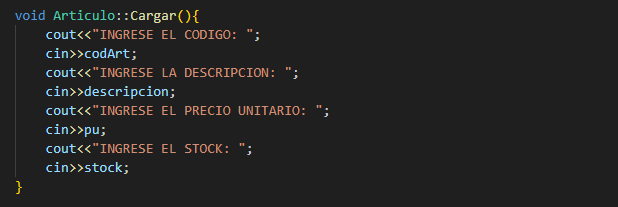 void Articulo::Cargar(){
    cout<<"INGRESE EL CODIGO: ";
    cin>>codArt;
    cout<<"INGRESE LA DESCRIPCION: ";
    cin>>descripcion;
    cout<<"INGRESE EL PRECIO UNITARIO: ";
    cin>>pu;
    cout<<"INGRESE EL STOCK: ";
    cin>>stock;
}